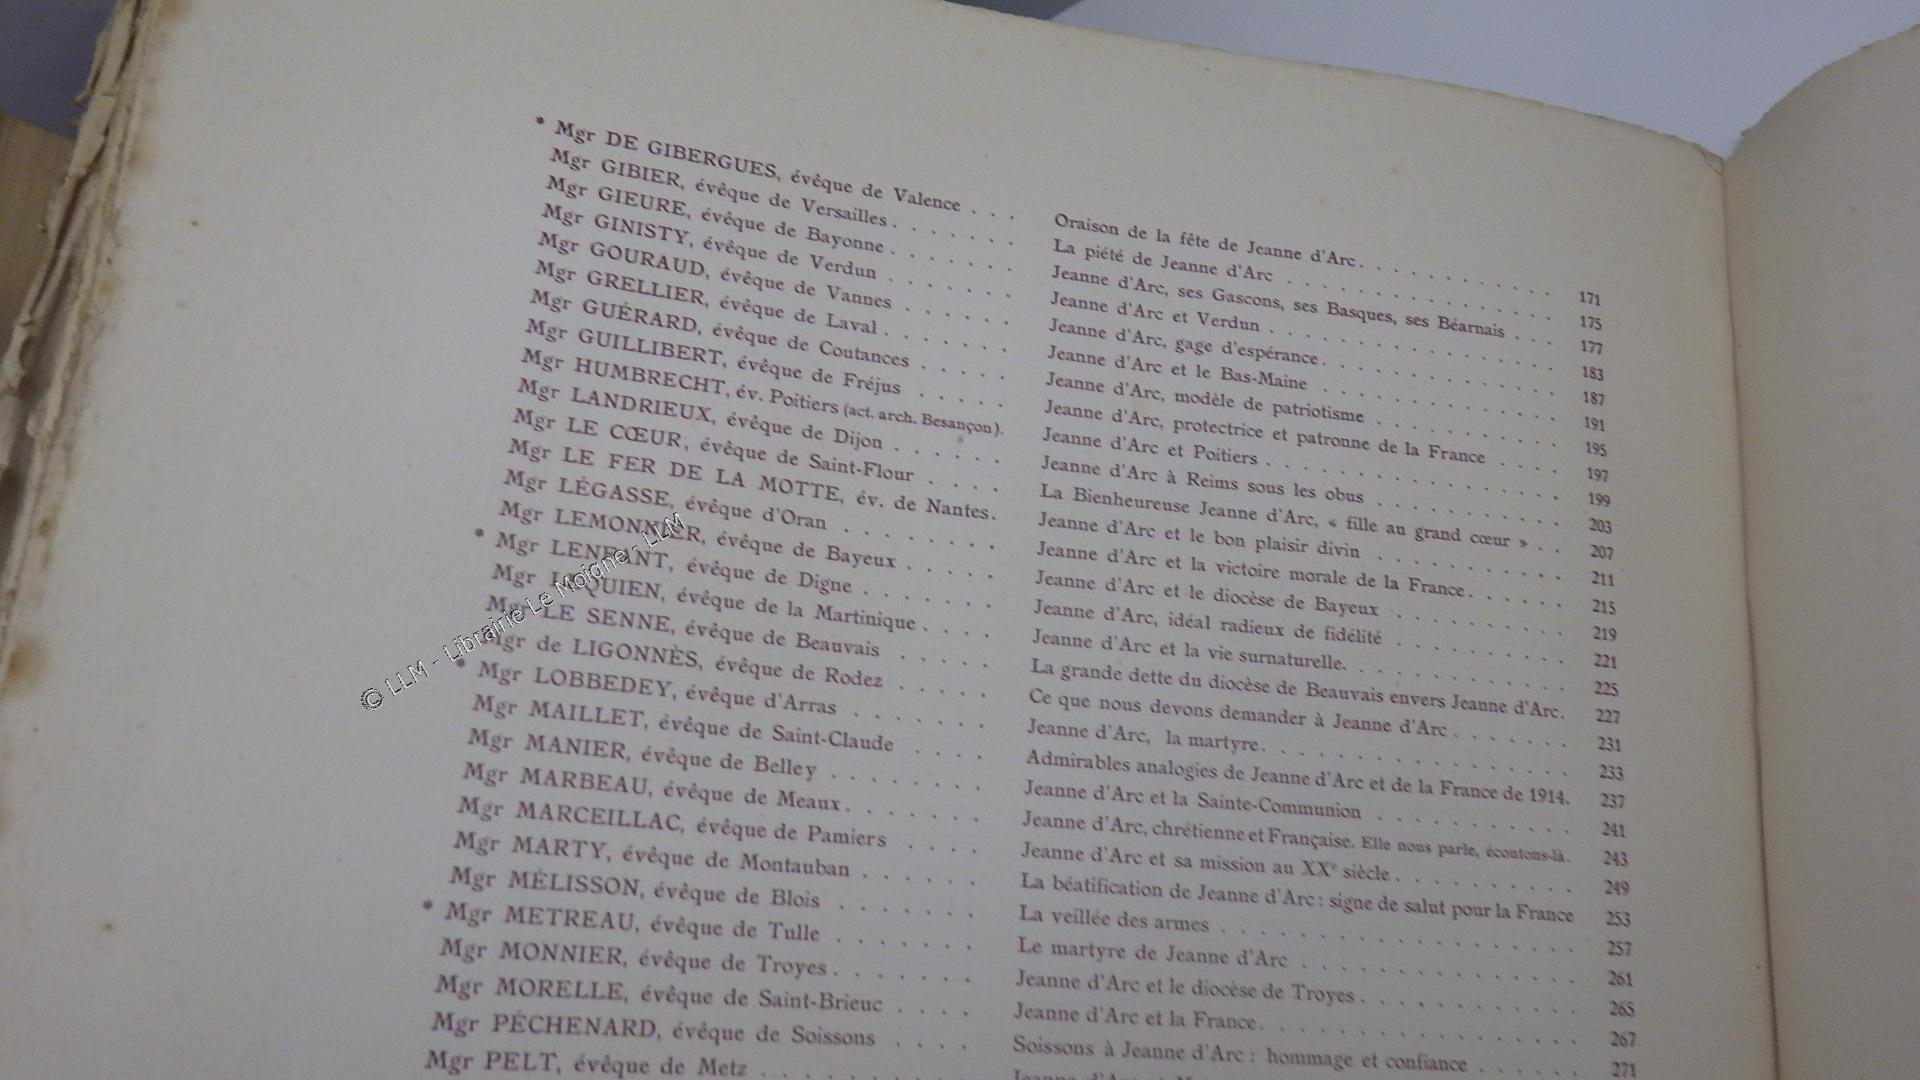 * Mgr DE GIBERGUES, évêque de Valence . . . Oraison de la fête de Jeanne d'Arc. . . . . . . . . . . 171
Mgr GIBIER, évêque de Versailles . . . . . . . La piété de Jeanne d'Arc . . . . . . . . . . . . . . . 175
Mgr GIEURE, évêque de Bayonne . . . . . . . Jeanne d'Arc, ses Gascons, ses Basques, ses Béarnais . . . 177
Mgr GINISTY, évêque de Verdun . . . . . . . Jeanne d'Arc et Verdun . . . . . . . . . . . . . . . . 183
Mgr GOURAUD, évêque de Vannes . . . . . . Jeanne d'Arc, gage d'espérance. . . . . . . . . . . . . 187
Mgr GRELLIER, évêque de Laval . . . . . . . Jeanne d'Arc et le Bas-Maine . . . . . . . . . . . . . 191
Mgr GUÉRARD, évêque de Coutances . . . . . Jeanne d'Arc, modèle de patriotisme . . . . . . . . . . 195
Mgr GUILLIBERT, évêque de Fréjus . . . . . Jeanne d'Arc, protectrice et patronne de la France . . . . 197
Mgr HUMBRECHT, év. Poitiers (act. arch. Besançon). Jeanne d'Arc et Poitiers . . . . . . . . . . . . . . . 199
Mgr LANDRIEUX, évêque de Dijon . . . . . . Jeanne d'Arc à Reims sous les obus . . . . . . . . . . 203
Mgr LE CŒUR, évêque de Saint-Flour . . . . La Bienheureuse Jeanne d'Arc, « fille au grand cœur » . . 207
Mgr LE FER DE LA MOTTE, év. de Nantes. Jeanne d'Arc et le bon plaisir divin . . . . . . . . . . 211
Mgr LÉGASSE, évêque d'Oran . . . . . . . . Jeanne d'Arc et la victoire morale de la France. . . . . . 215
Mgr LEMONNIER, évêque de Bayeux . . . . . Jeanne d'Arc et le diocèse de Bayeux . . . . . . . . . 219
* Mgr LENFANT, évêque de Digne . . . . . . . Jeanne d'Arc, idéal radieux de fidélité . . . . . . . . . 221
Mgr LEQUIEN, évêque de la Martinique . . . . Jeanne d'Arc et la vie surnaturelle. . . . . . . . . . . 225
Mgr LE SENNE, évêque de Beauvais . . . . . La grande dette du diocèse de Beauvais envers Jeanne d'Arc. 227
Mgr de LIGONNÈS, évêque de Rodez . . . . . Ce que nous devons demander à Jeanne d'Arc . . . . . . . 231
* Mgr LOBBEDEY, évêque d'Arras . . . . . . . Jeanne d'Arc, la martyre. . . . . . . . . . . . . . . 233
Mgr MAILLET, évêque de Saint-Claude . . . . Admirables analogies de Jeanne d'Arc et de la France de 1914. 237
Mgr MANIER, évêque de Belley . . . . . . . . Jeanne d'Arc et la Sainte-Communion . . . . . . . . . . 241
Mgr MARBEAU, évêque de Meaux. . . . . . . Jeanne d'Arc, chrétienne et Française. Elle nous parle, écoutons-là. 243
Mgr MARCEILLAC, évêque de Pamiers . . . . Jeanne d'Arc et sa mission au XXe siècle . . . . . . . . . 249
Mgr MARTY, évêque de Montauban . . . . . . La béatification de Jeanne d'Arc : signe de salut pour la France 253
Mgr MÉLISSON, évêque de Blois . . . . . . . La veillée des armes . . . . . . . . . . . . . . . . . 257
* Mgr METREAU, évêque de Tulle . . . . . . . Le martyre de Jeanne d'Arc . . . . . . . . . . . . . . 261
Mgr MONNIER, évêque de Troyes. . . . . . . Jeanne d'Arc et le diocèse de Troyes . . . . . . . . . . 265
Mgr MORELLE, évêque de Saint-Brieuc . . . . Jeanne d'Arc et la France. . . . . . . . . . . . . . . 267
Mgr PÉCHENARD, évêque de Soissons . . . . Soissons à Jeanne d'Arc : hommage et confiance . . . . . . 271
Mgr PELT, évêque de Metz . . . . . . . . . .
© LLM - Librairie Le Moigne - LLM